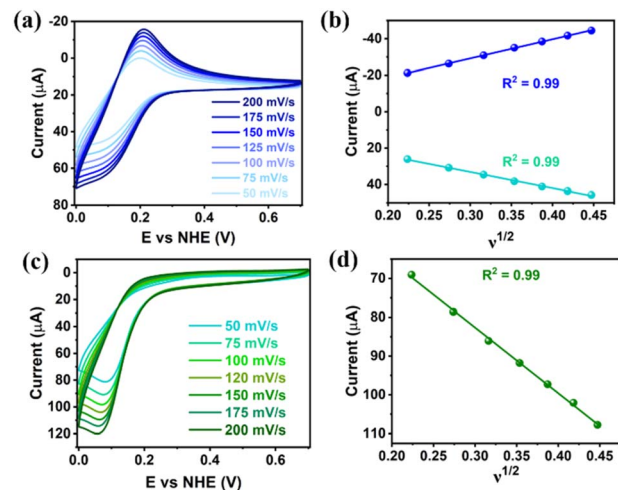 (a)
Current (µA)
-20
0
20
40
60
80
200 mV/s
175 mV/s
150 mV/s
125 mV/s
100 mV/s
75 mV/s
50 mV/s
0.0 0.2 0.4 0.6
E vs NHE (V)
(b)
Current (µA)
-40
-20
0
20
40
R² = 0.99
R² = 0.99
0.20 0.25 0.30 0.35 0.40 0.45 0.50
ν1/2
(c)
Current (µA)
0
20
40
60
80
100
120
50 mV/s
75 mV/s
100 mV/s
120 mV/s
150 mV/s
175 mV/s
200 mV/s
0.0 0.2 0.4 0.6
E vs NHE (V)
(d)
Current (µA)
70
80
90
100
110
R² = 0.99
0.20 0.25 0.30 0.35 0.40 0.45 0.50
ν1/2